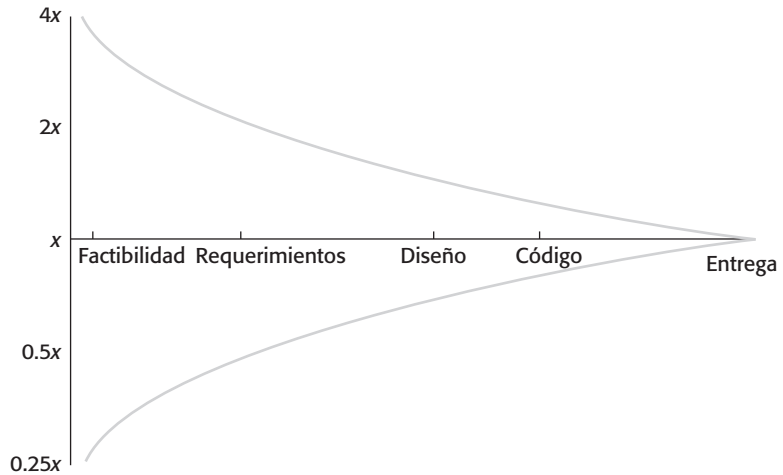 4x
2x
x
Factibilidad Requerimientos Diseño Código Entrega
0.5x
0.25x